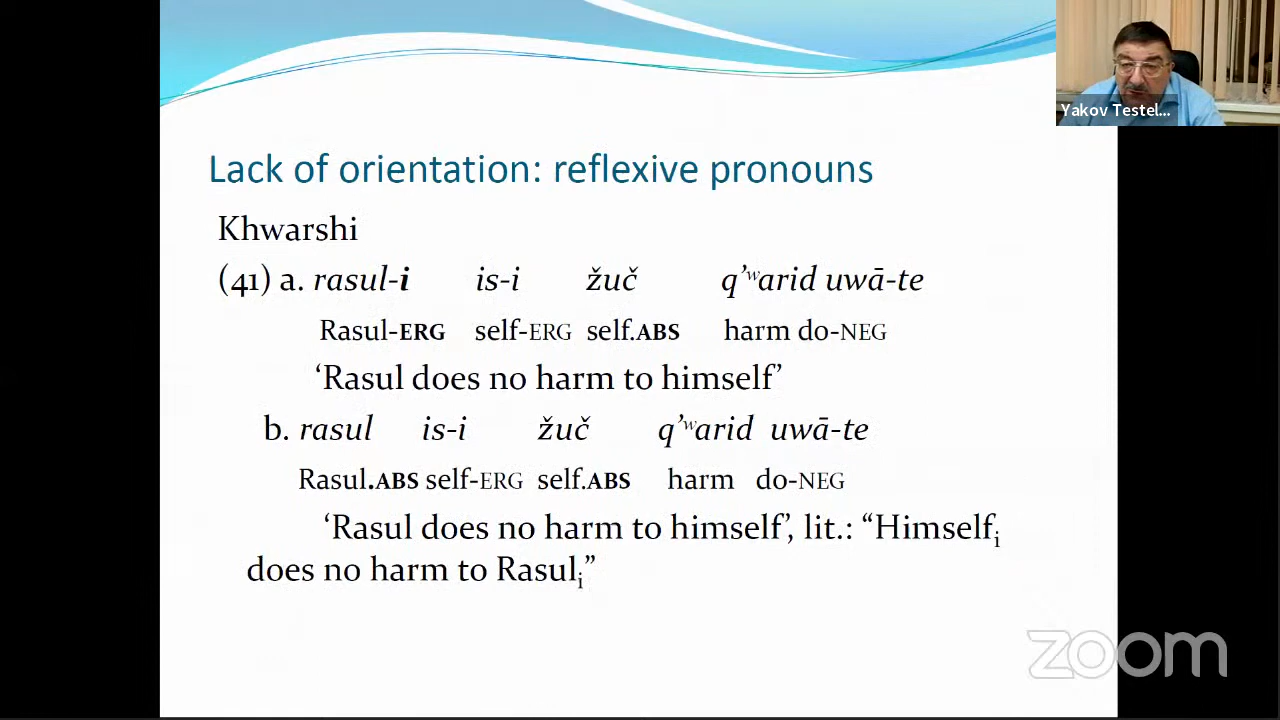 Yakov Testel...
Lack of orientation: reflexive pronouns
Khwarshi
(41) a. rasul-i is-i žuč q’ʷarid uwā-te
Rasul-ERG self-ERG self.ABS harm do-NEG
‘Rasul does no harm to himself’
b. rasul is-i žuč q’ʷarid uwā-te
Rasul.ABS self-ERG self.ABS harm do-NEG
‘Rasul does no harm to himself’, lit.: “Himselfᵢ
does no harm to Rasulᵢ”
zoom